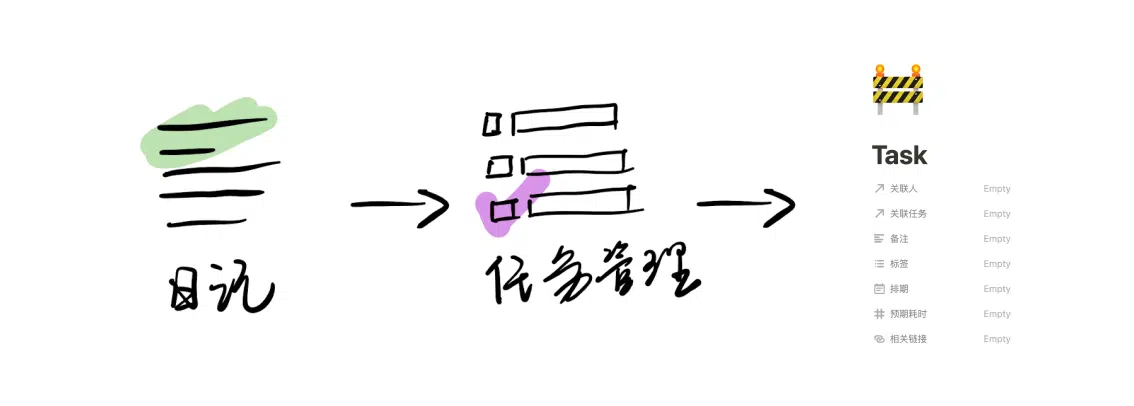 日记
任务管理
Task
关联人 Empty
关联任务 Empty
备注 Empty
标签 Empty
排期 Empty
预期耗时 Empty
相关链接 Empty